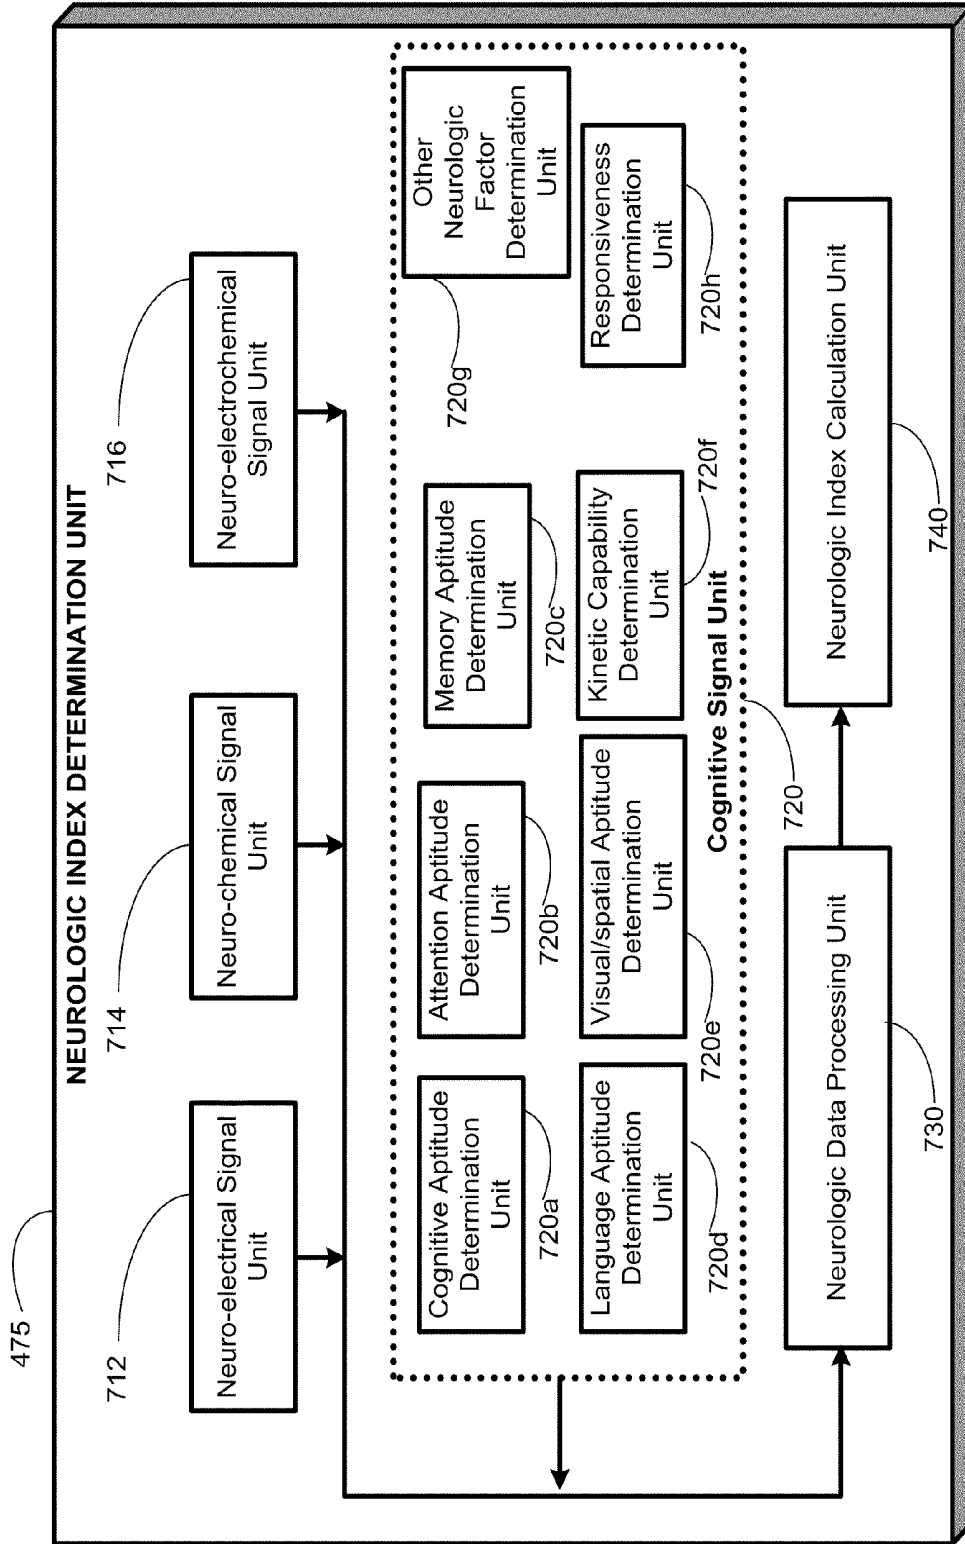 475
NEUROLOGIC INDEX DETERMINATION UNIT
712
714
716
Neuro-electrical Signal
Unit
Neuro-chemical Signal
Unit
Neuro-electrochemical
Signal Unit
Cognitive Aptitude
Determination
Unit
720a
Attention Aptitude
Determination
Unit
720b
Memory Aptitude
Determination
Unit
720c
Other
Neurologic
Factor
Determination
Unit
720g
Language Aptitude
Determination
Unit
720d
Visual/spatial Aptitude
Determination
Unit
720e
Kinetic Capability
Determination
Unit
720f
Responsiveness
Determination
Unit
720h
Cognitive Signal Unit
720
Neurologic Data Processing Unit
730
Neurologic Index Calculation Unit
740